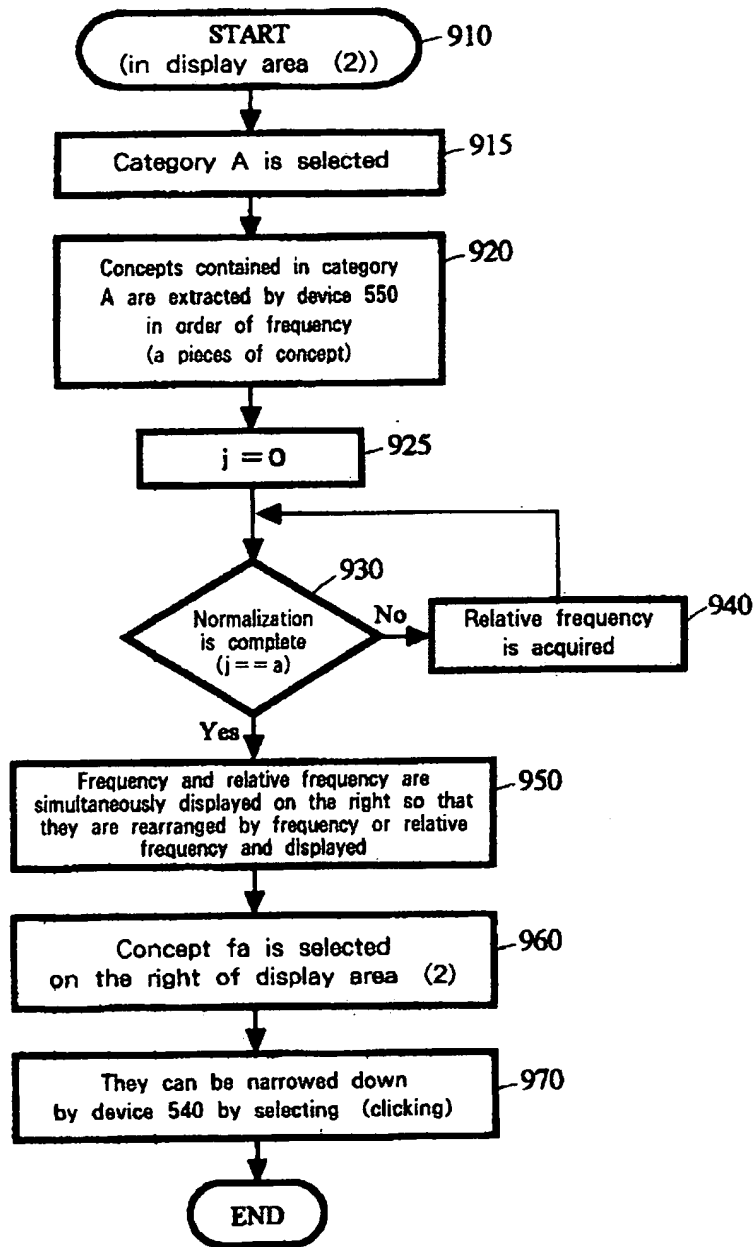 START
(in display area (2))
910
Category A is selected
915
Concepts contained in category
A are extracted by device 550
in order of frequency
(a pieces of concept)
920
j = 0
925
930
Normalization
is complete
(j = = a)
No
Relative frequency
is acquired
940
Yes
Frequency and relative frequency are
simultaneously displayed on the right so that
they are rearranged by frequency or relative
frequency and displayed
950
Concept fa is selected
on the right of display area (2)
960
They can be narrowed down
by device 540 by selecting (clicking)
970
END